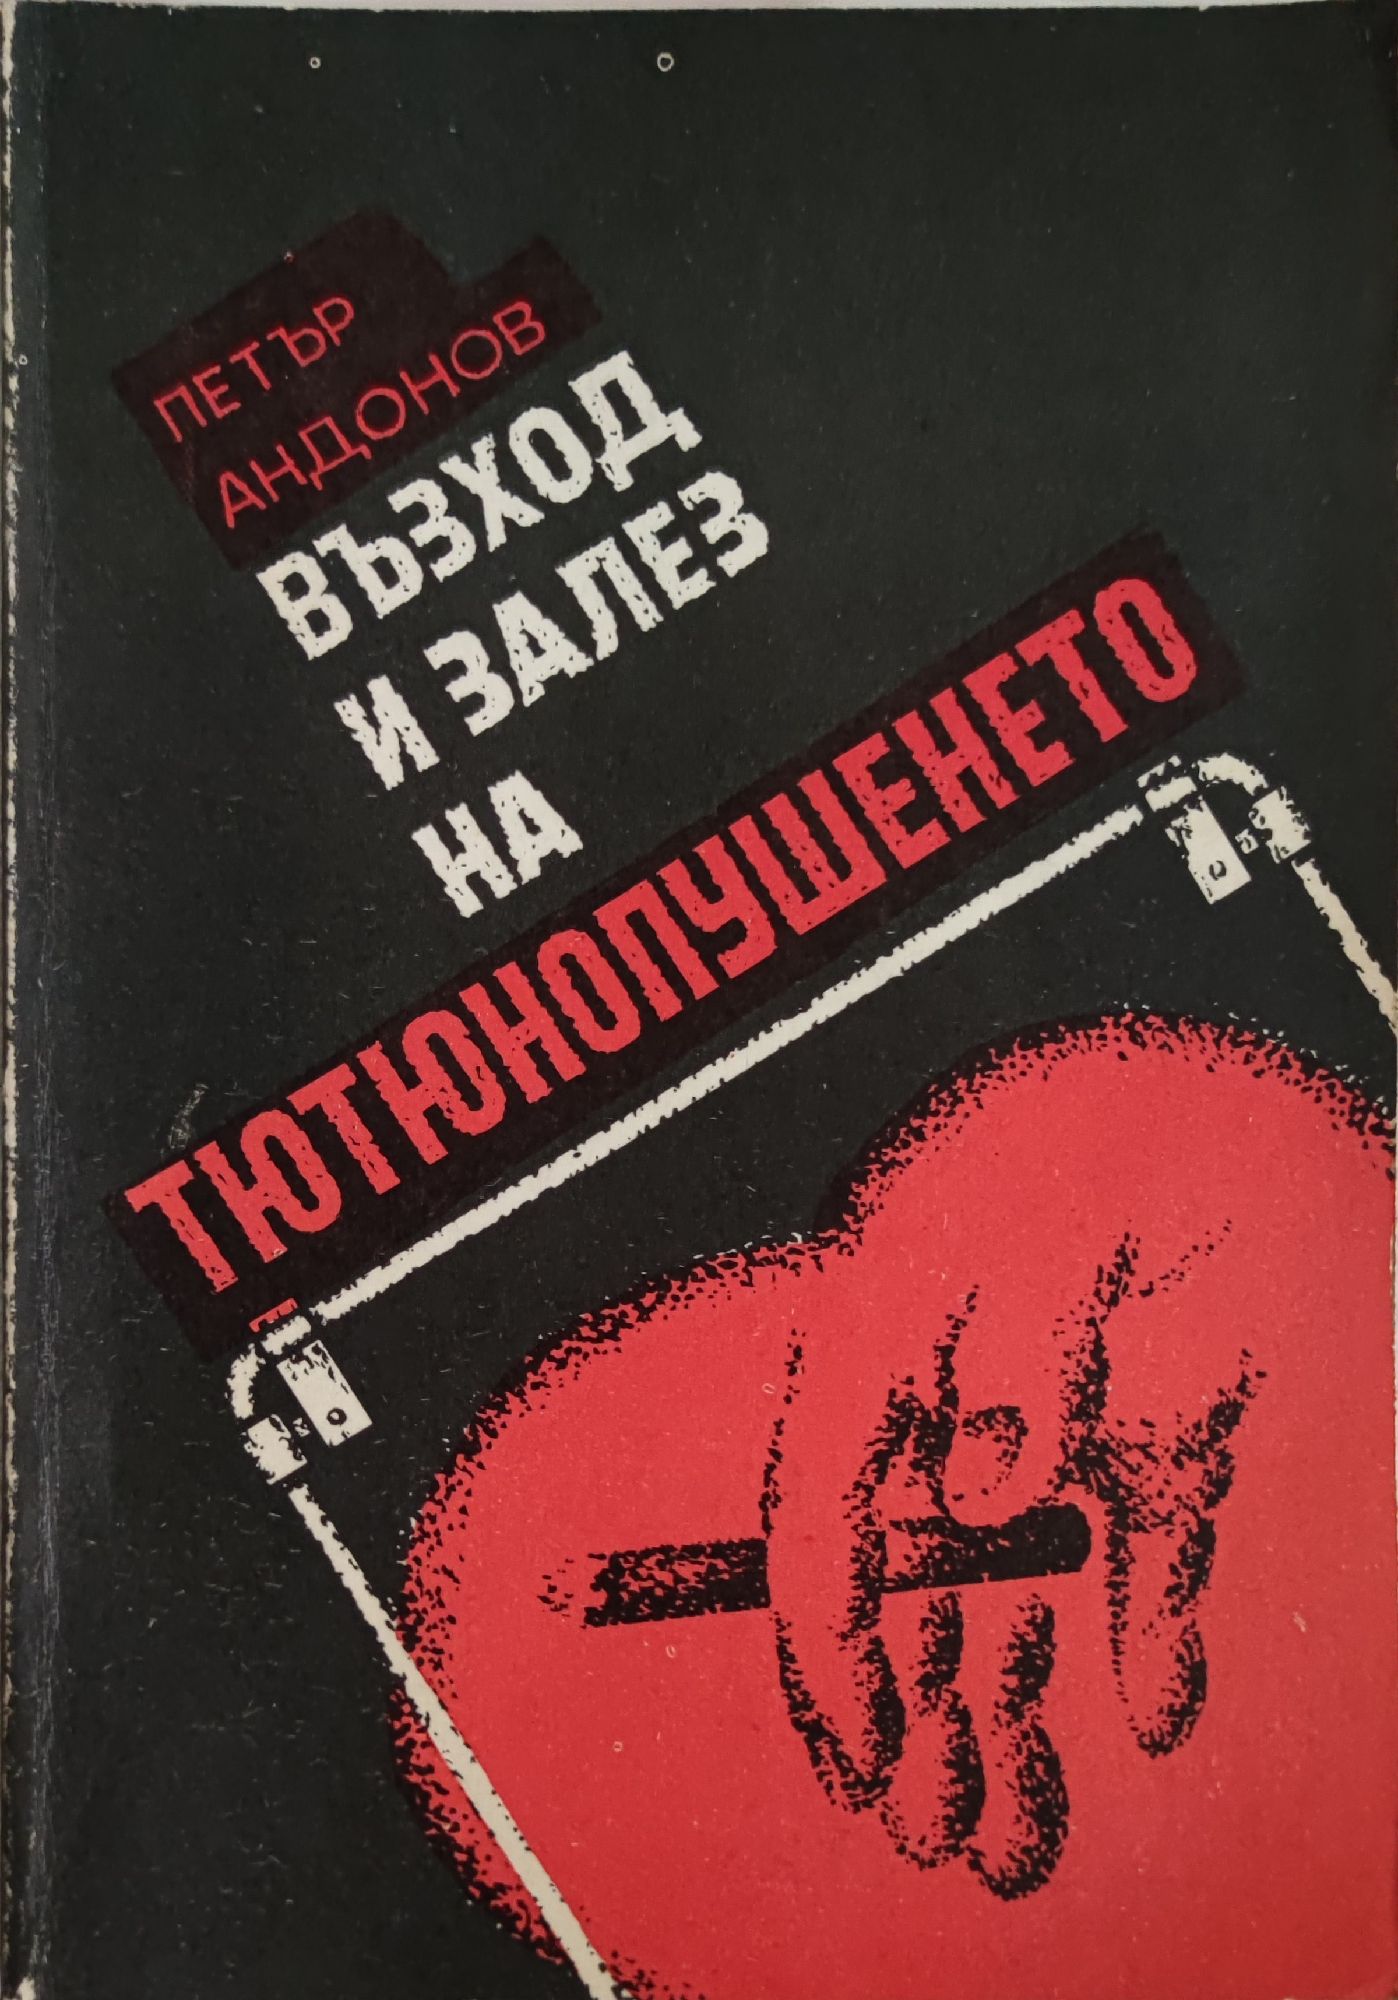 ПЕТЪР
АНДОНОВ
ВЪЗХОД
И ЗАЛЕЗ
НА
ТЮТЮНОПУШЕНЕТО